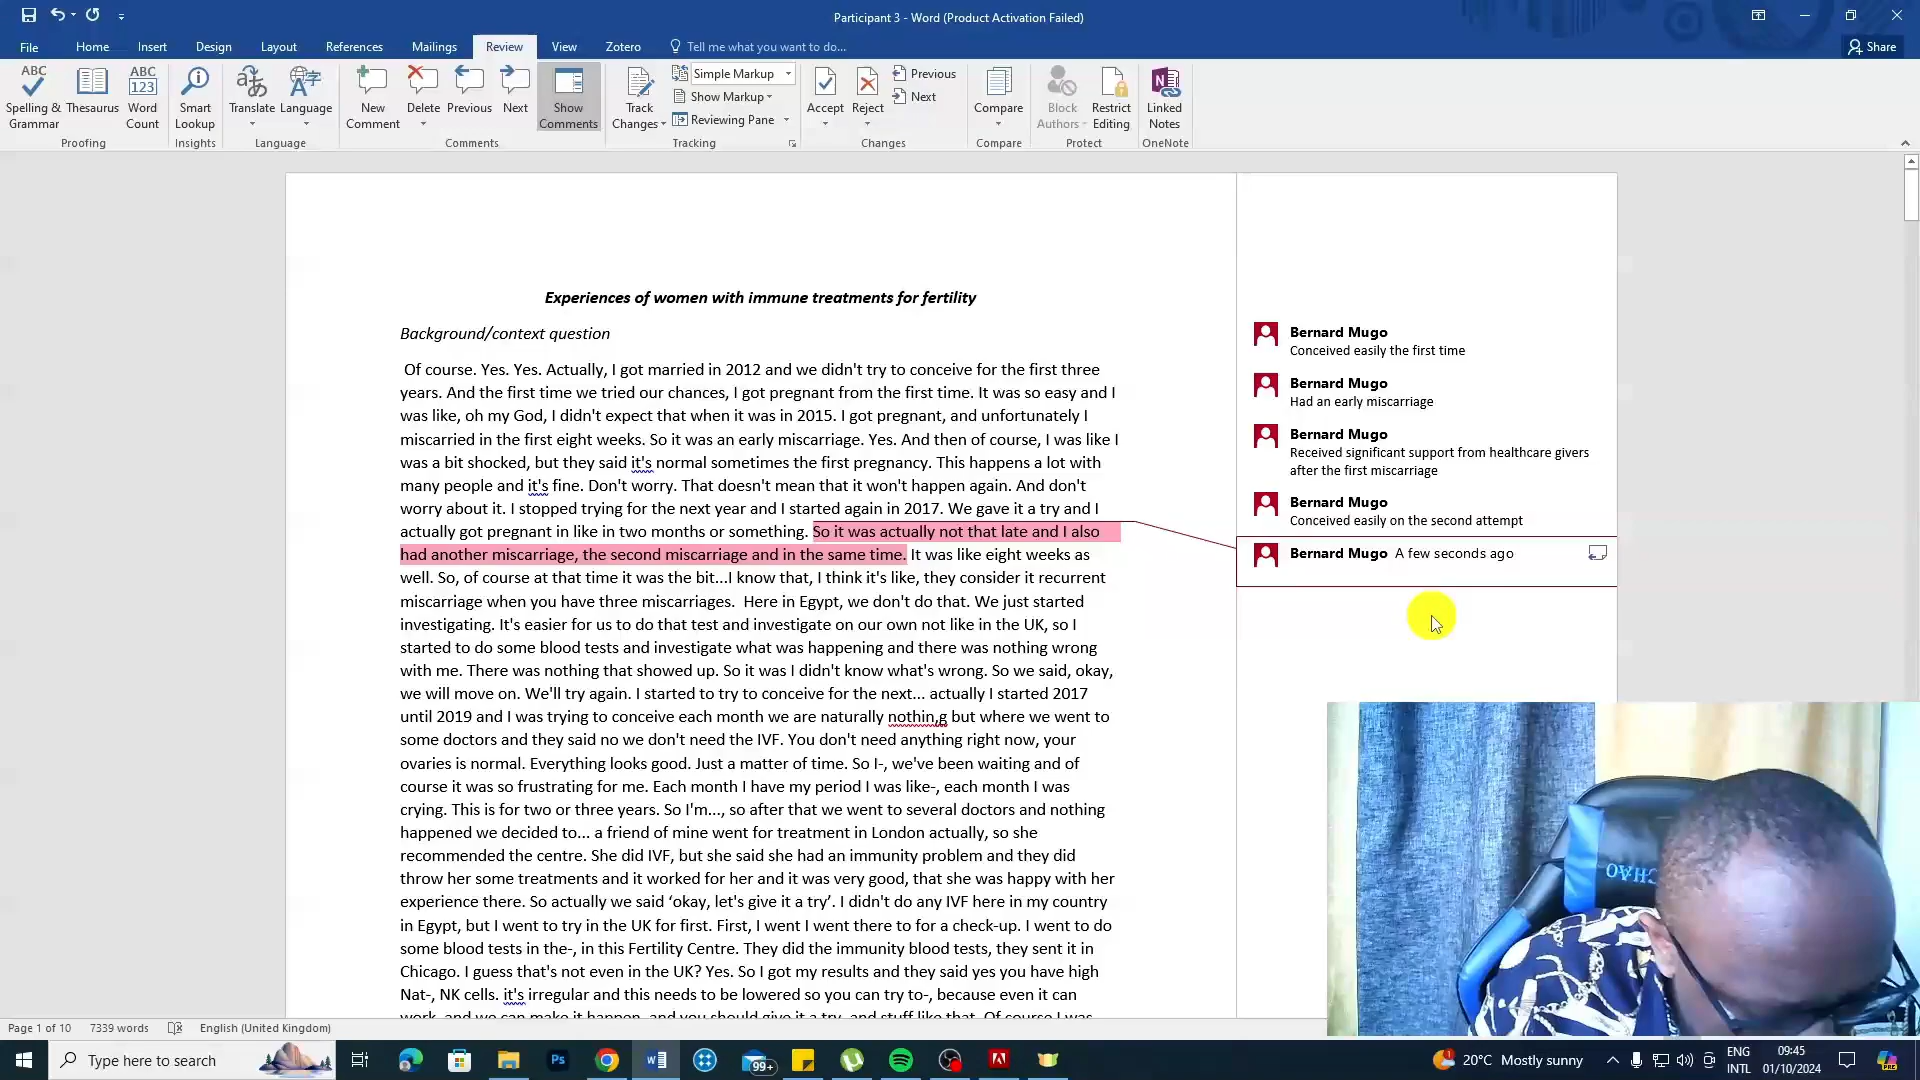 Participant 3 - Word (Product Activation Failed)
File Home Insert Design Layout References Mailings Review View Zotero Tell me what you want to do... Share
Spelling & Grammar Thesaurus Word Count Smart Lookup Translate Language New Comment Delete Previous Next Show Comments Track Changes Simple Markup Show Markup Reviewing Pane Accept Reject Previous Next Compare Block Authors Restrict Editing Linked Notes
Proofing Insights Language Comments Tracking Changes Compare Protect OneNote
Experiences of women with immune treatments for fertility
Background/context question
Of course. Yes. Yes. Actually, I got married in 2012 and we didn't try to conceive for the first three
years. And the first time we tried our chances, I got pregnant from the first time. It was so easy and I
was like, oh my God, I didn't expect that when it was in 2015. I got pregnant, and unfortunately I
miscarried in the first eight weeks. So it was an early miscarriage. Yes. And then of course, I was like I
was a bit shocked, but they said it's normal sometimes the first pregnancy. This happens a lot with
many people and it's fine. Don't worry. That doesn't mean that it won't happen again. And don't
worry about it. I stopped trying for the next year and I started again in 2017. We gave it a try and I
actually got pregnant in like in two months or something. So it was actually not that late and I also
had another miscarriage, the second miscarriage and in the same time. It was like eight weeks as
well. So, of course at that time it was the bit...I know that, I think it's like, they consider it recurrent
miscarriage when you have three miscarriages.  Here in Egypt, we don't do that. We just started
investigating. It's easier for us to do that test and investigate on our own not like in the UK, so I
started to do some blood tests and investigate what was happening and there was nothing wrong
with me. There was nothing that showed up. So it was I didn't know what's wrong. So we said, okay,
we will move on. We'll try again. I started to try to conceive for the next... actually I started 2017
until 2019 and I was trying to conceive each month we are naturally nothin,g but where we went to
some doctors and they said no we don't need the IVF. You don't need anything right now, your
ovaries is normal. Everything looks good. Just a matter of time. So I-, we've been waiting and of
course it was so frustrating for me. Each month I have my period I was like-, each month I was
crying. This is for two or three years. So I'm..., so after that we went to several doctors and nothing
happened we decided to... a friend of mine went for treatment in London actually, so she
recommended the centre. She did IVF, but she said she had an immunity problem and they did
throw her some treatments and it worked for her and it was very good, that she was happy with her
experience there. So actually we said ‘okay, let's give it a try’. I didn't do any IVF here in my country
in Egypt, but I went to try in the UK for first. First, I went I went there to for a check-up. I went to do
some blood tests in the-, in this Fertility Centre. They did the immunity blood tests, they sent it in
Chicago. I guess that's not even in the UK? Yes. So I got my results and they said yes you have high
Nat-, NK cells. it's irregular and this needs to be lowered so you can try to-, because even it can
work, and we can make it happen, and you should give it a try, and stuff like that. Of course I was
Bernard Mugo
Conceived easily the first time
Bernard Mugo
Had an early miscarriage
Bernard Mugo
Received significant support from healthcare givers
after the first miscarriage
Bernard Mugo
Conceived easily on the second attempt
Bernard Mugo A few seconds ago
CHAO
Page 1 of 10 7339 words English (United Kingdom)
Type here to search
Ps 99+ 20°C Mostly sunny ENG INTL 09:45 01/10/2024